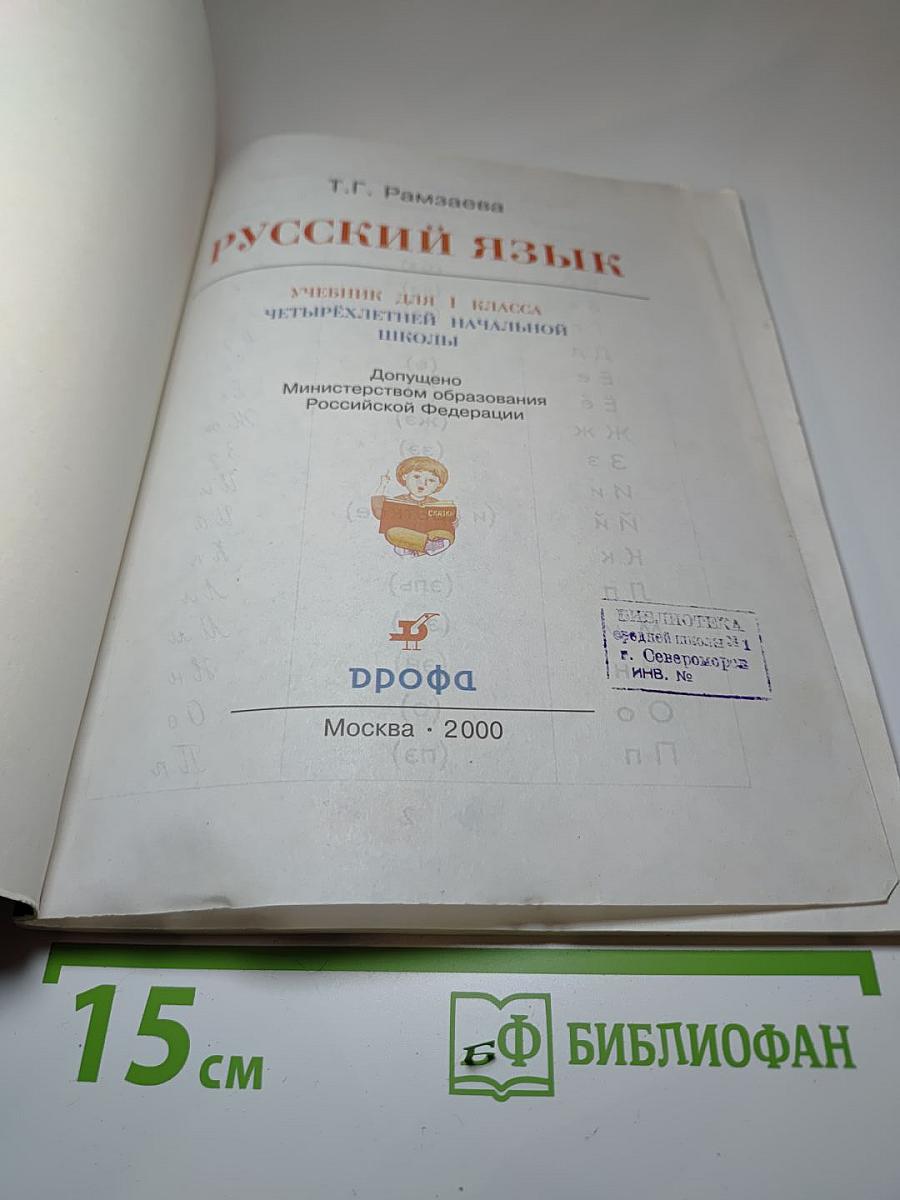 Т.Г. Рамзаева
РУССКИЙ ЯЗЫК
УЧЕБНИК ДЛЯ 1 КЛАССА
ЧЕТЫРЁХЛЕТНЕЙ НАЧАЛЬНОЙ
ШКОЛЫ
Допущено
Министерством образования
Российской Федерации
СКАЗКИ
дрофа
Москва · 2000
БИБЛИОТЕКА
средней школы № 1
г. Североморск
ИНВ. №
15 см
БФ БИБЛИОФАН